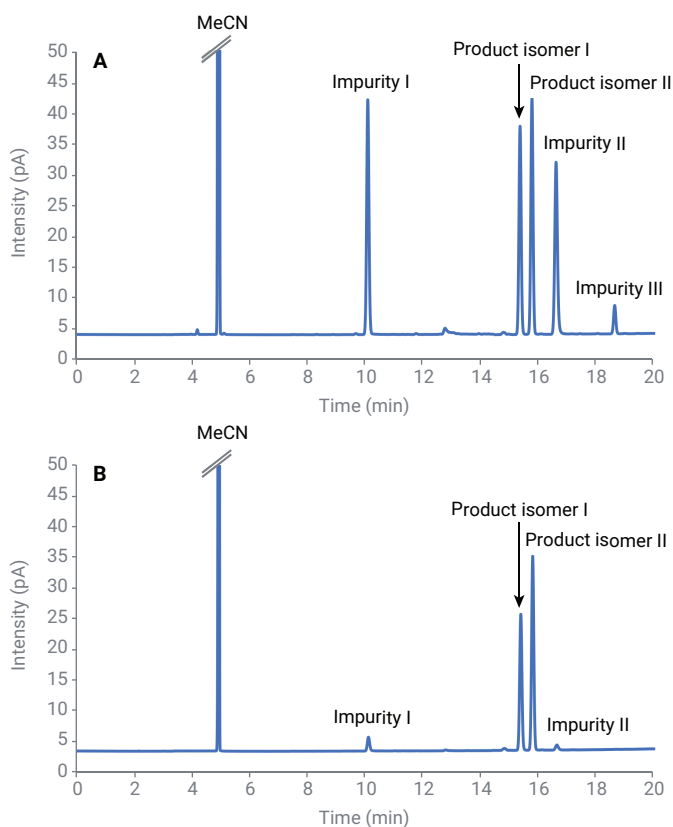 MeCN
A
Product isomer I
Impurity I
Product isomer II
Impurity II
Impurity III
Intensity (pA)
50
45
40
35
30
25
20
15
10
5
0
0 2 4 6 8 10 12 14 16 18 20
Time (min)
MeCN
B
Product isomer I
Product isomer II
Impurity I
Impurity II
Intensity (pA)
50
45
40
35
30
25
20
15
10
5
0
0 2 4 6 8 10 12 14 16 18 20
Time (min)